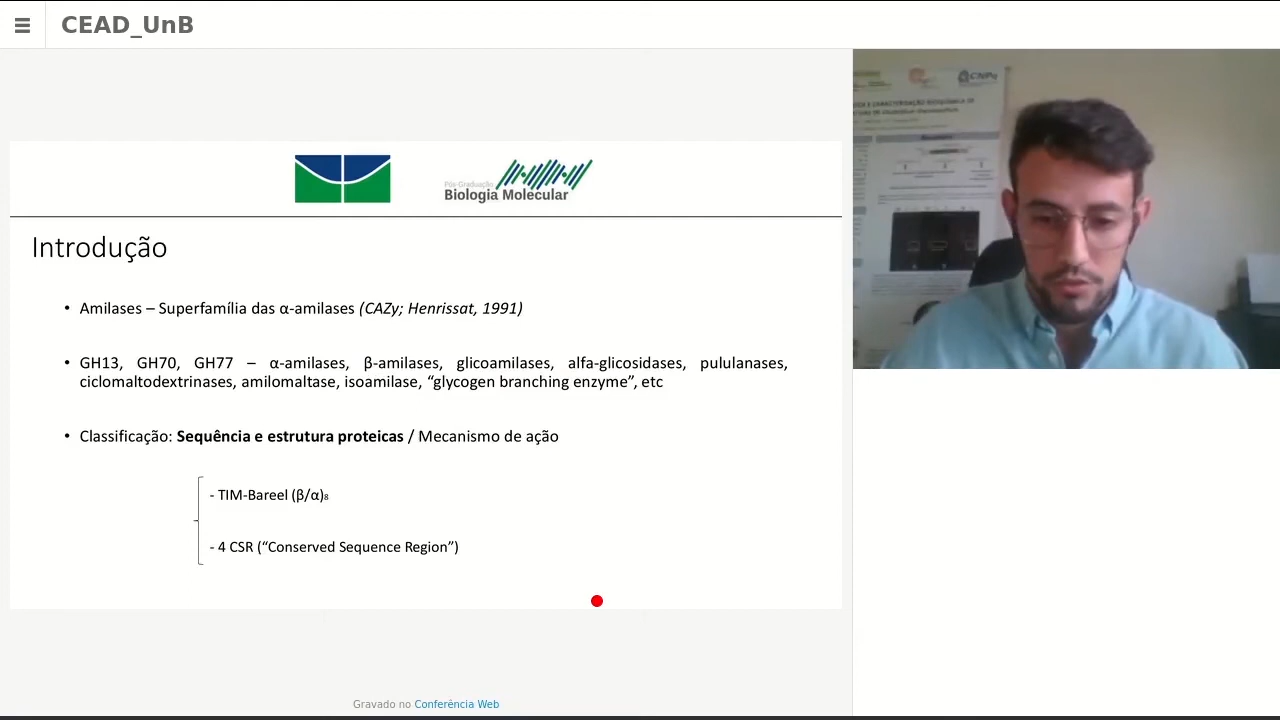 CEAD_UnB
CNPq
Pós-Graduação
Biologia Molecular
Introdução
• Amilases – Superfamília das α-amilases (CAZy; Henrissat, 1991)
• GH13, GH70, GH77 – α-amilases, β-amilases, glicoamilases, alfa-glicosidases, pululanases,
ciclomaltodextrinases, amilomaltase, isoamilase, “glycogen branching enzyme”, etc
• Classificação: Sequência e estrutura proteicas / Mecanismo de ação
- TIM-Bareel (β/α)₈
- 4 CSR (“Conserved Sequence Region”)
Gravado no Conferência Web